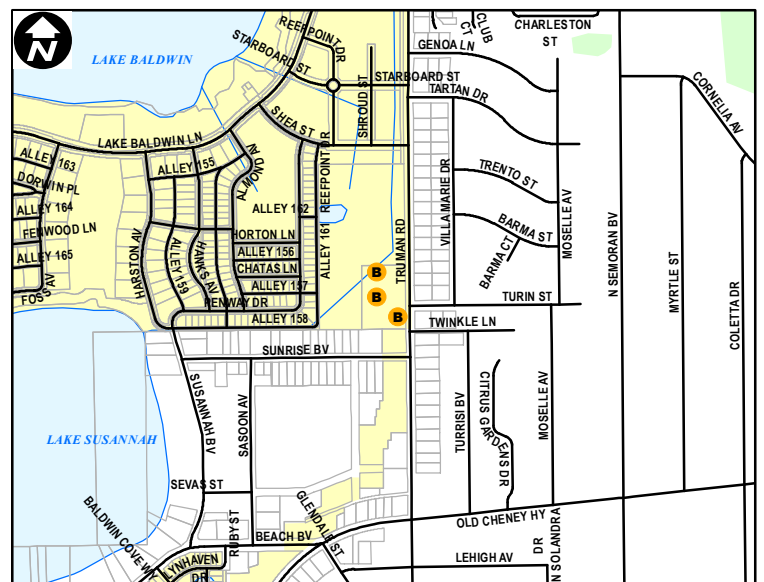 N
LAKE BALDWIN
REEFPOINT DR
STARBOARD ST
CLUB CT
CHARLESTON ST
GENOA LN
STARBOARD ST
TARTAN DR
CORNELIA AV
SHROUD ST
SHEA ST
LAKE BALDWIN LN
ALLEY 163
ALLEY 155
ALMOND AV
REEFPOINT DR
DORWIN PL
ALLEY 164
ALLEY 162
TRENTO ST
VILLA MARIE DR
MOSELLE AV
BARMA ST
BARMA CT
FENWOOD LN
HORTON LN
ALLEY 156
ALLEY 165
CHATAS LN
ALLEY 157
ALLEY 161
TRUMAN RD
N SEMORAN BV
MYRTLE ST
COLETTA DR
HARSTON AV
ALLEY 159
HANKS AV
FOSS AV
PENWAY DR
ALLEY 158
B
B
B
TURIN ST
TWINKLE LN
SUNRISE BV
SUSANNAH BV
SASOON AV
TURRISI BV
CITRUS GARDENS DR
MOSELLE AV
LAKE SUSANNAH
SEVAS ST
BALDWIN COVE WY
RUBY ST
GLENDALE ST
BEACH BV
OLD CHENEY HY
N SOLANDRA DR
LYNHAVEN DR
LEHIGH AV